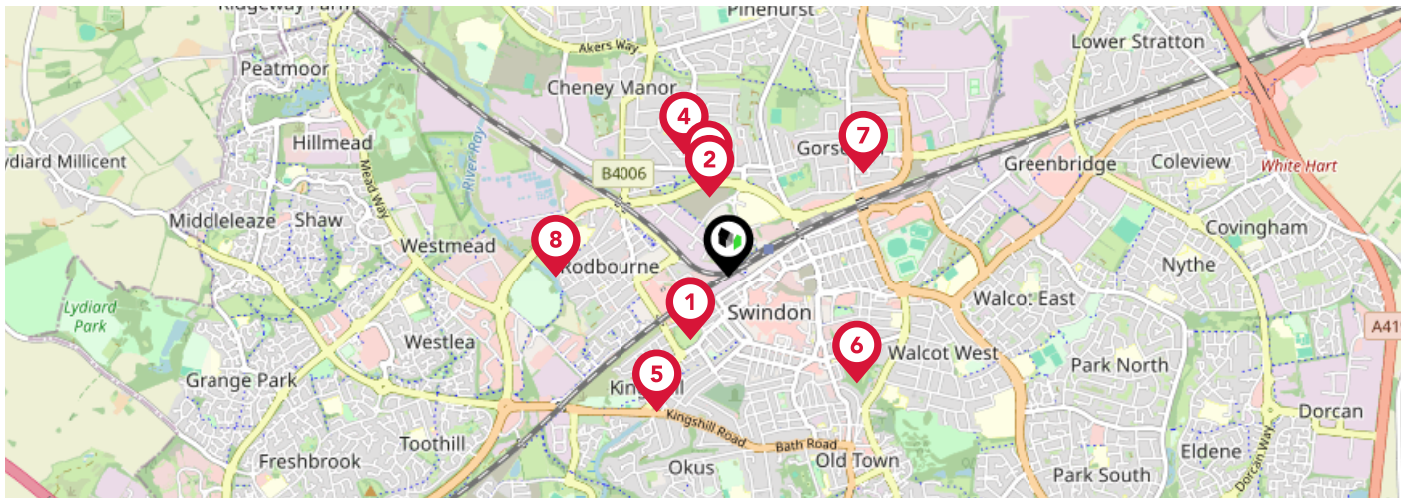 Ridgeway Farm
Pinehurst
Akers Way
Lower Stratton
Peatmoor
Cheney Manor
4
7
Hillmead
Gorse
2
B4006
River Ray
Greenbridge
Coleview
White Hart
Lydiard Millicent
Mead Way
Middleleaze
Shaw
Covingham
Westmead
8
Rodbourne
Nythe
1
Swindon
Walcot East
Lydiard
Park
A419
Westlea
6
Walcot West
Park North
Grange Park
5
Kingshill
Kingshill Road
Dorcan
Toothill
Bath Road
Freshbrook
Okus
Old Town
Eldene
Dorcan Way
Park South